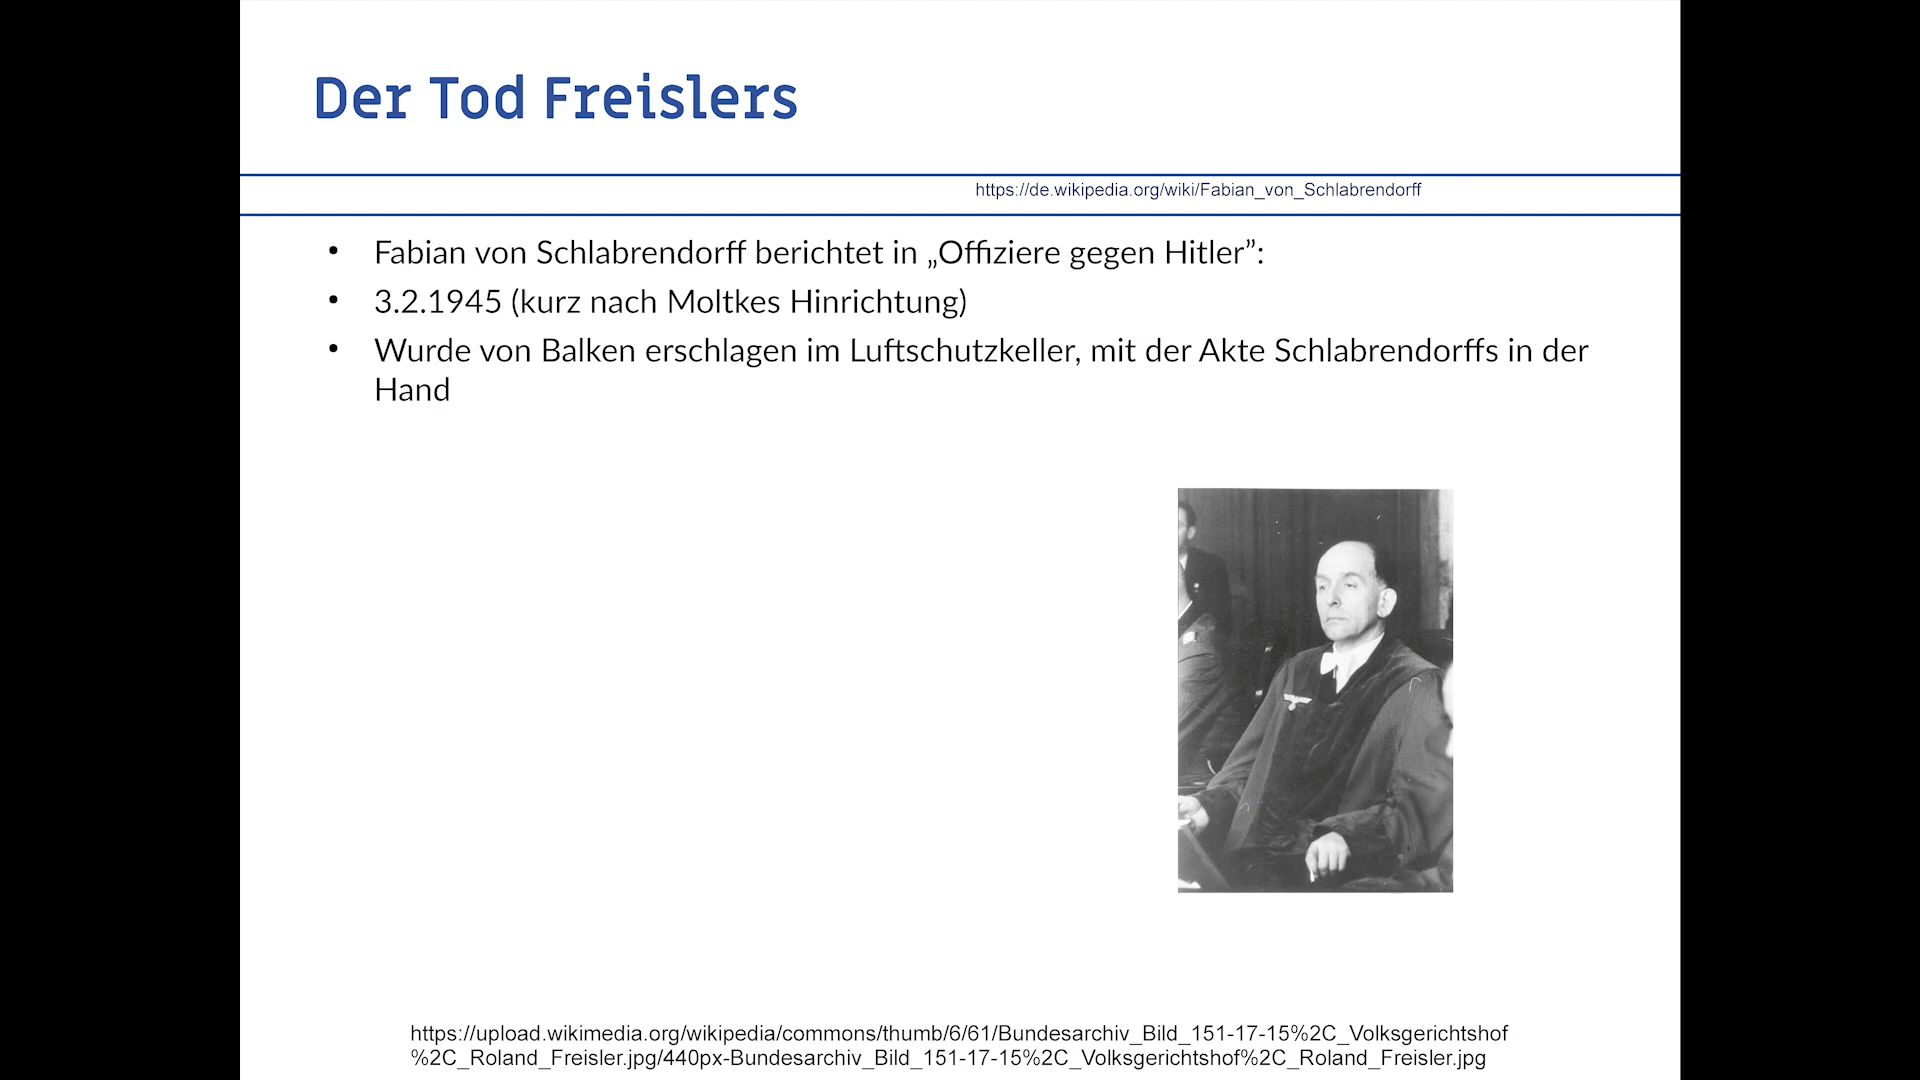 Der Tod Freislers
https://de.wikipedia.org/wiki/Fabian_von_Schlabrendorff
• Fabian von Schlabrendorff berichtet in „Offiziere gegen Hitler”:
• 3.2.1945 (kurz nach Moltkes Hinrichtung)
• Wurde von Balken erschlagen im Luftschutzkeller, mit der Akte Schlabrendorffs in der
Hand
https://upload.wikimedia.org/wikipedia/commons/thumb/6/61/Bundesarchiv_Bild_151-17-15%2C_Volksgerichtshof
%2C_Roland_Freisler.jpg/440px-Bundesarchiv_Bild_151-17-15%2C_Volksgerichtshof%2C_Roland_Freisler.jpg